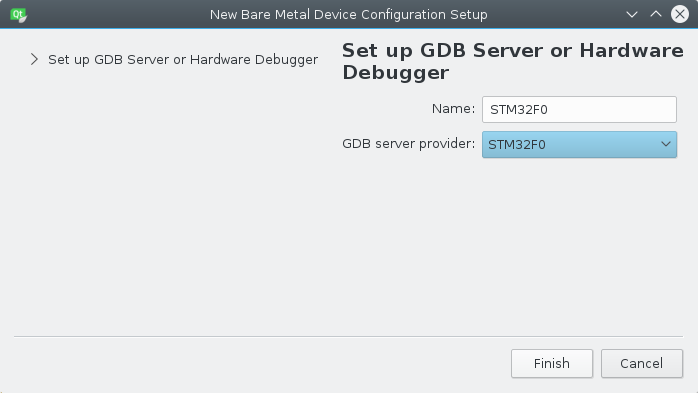 New Bare Metal Device Configuration Setup
Set up GDB Server or Hardware Debugger
Set up GDB Server or Hardware
Debugger
Name: STM32F0
GDB server provider: STM32F0
Finish Cancel